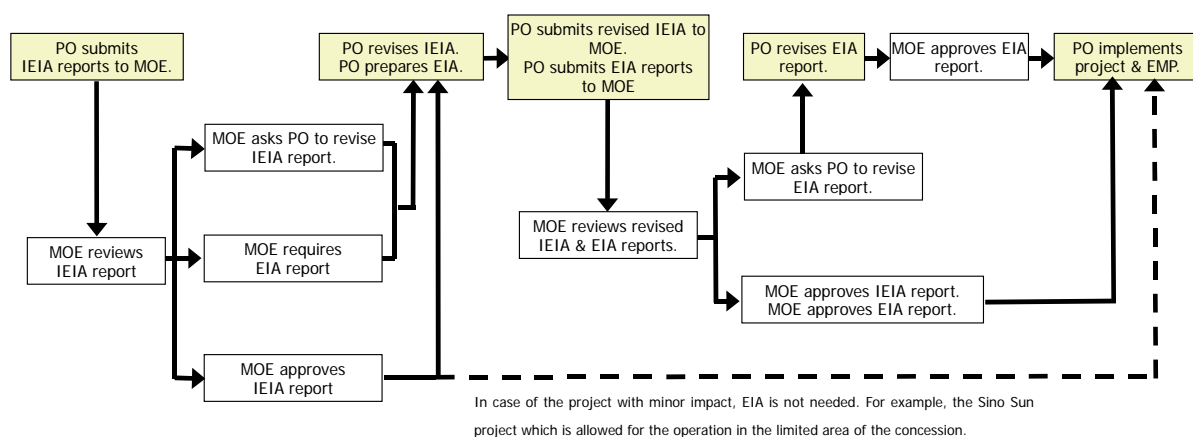 PO submits
IEIA reports to MOE.
PO revises IEIA.
PO prepares EIA.
PO submits revised IEIA to
MOE.
PO submits EIA reports
to MOE
PO revises EIA
report.
MOE approves EIA
report.
PO implements
project & EMP.
MOE asks PO to revise
IEIA report.
MOE asks PO to revise
EIA report.
MOE reviews
IEIA report
MOE requires
EIA report
MOE reviews revised
IEIA & EIA reports.
MOE approves IEIA report.
MOE approves EIA report.
MOE approves
IEIA report
In case of the project with minor impact, EIA is not needed. For example, the Sino Sun
project which is allowed for the operation in the limited area of the concession.